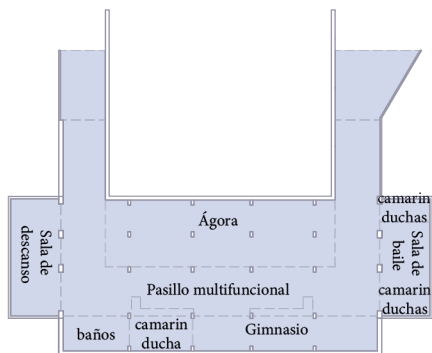 camarin
duchas
Ágora
Sala de
descanso
Sala de
baile
Pasillo multifuncional
camarin
duchas
baños
camarin
ducha
Gimnasio